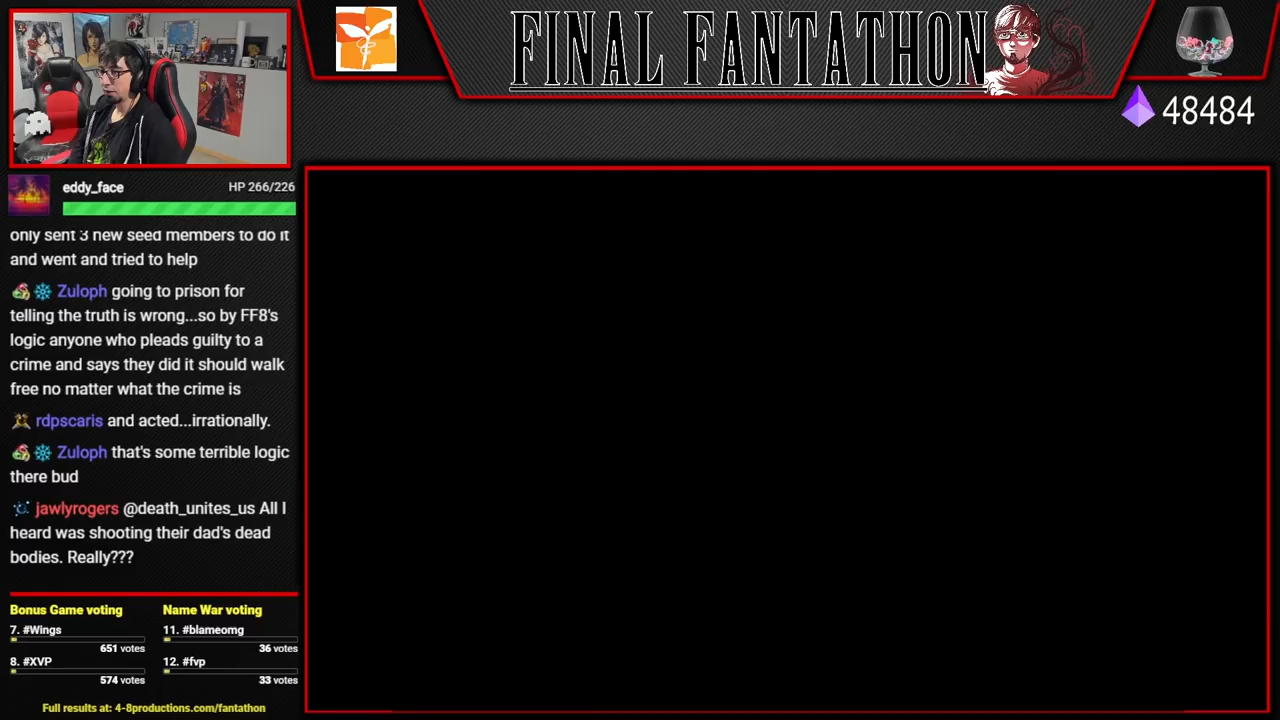 FINAL FANTATHON
48484
eddy_face HP 266/226
only sent 3 new seed members to do it
and went and tried to help
Zuloph going to prison for
telling the truth is wrong...so by FF8's
logic anyone who pleads guilty to a
crime and says they did it should walk
free no matter what the crime is
rdpscaris and acted...irrationally.
Zuloph that's some terrible logic
there bud
jawlyrogers @death_unites_us All I
heard was shooting their dad's dead
bodies. Really???
Bonus Game voting
7. #Wings
651 votes
8. #XVP
574 votes
Name War voting
11. #blameomg
36 votes
12. #fvp
33 votes
Full results at: 4-8productions.com/fantathon